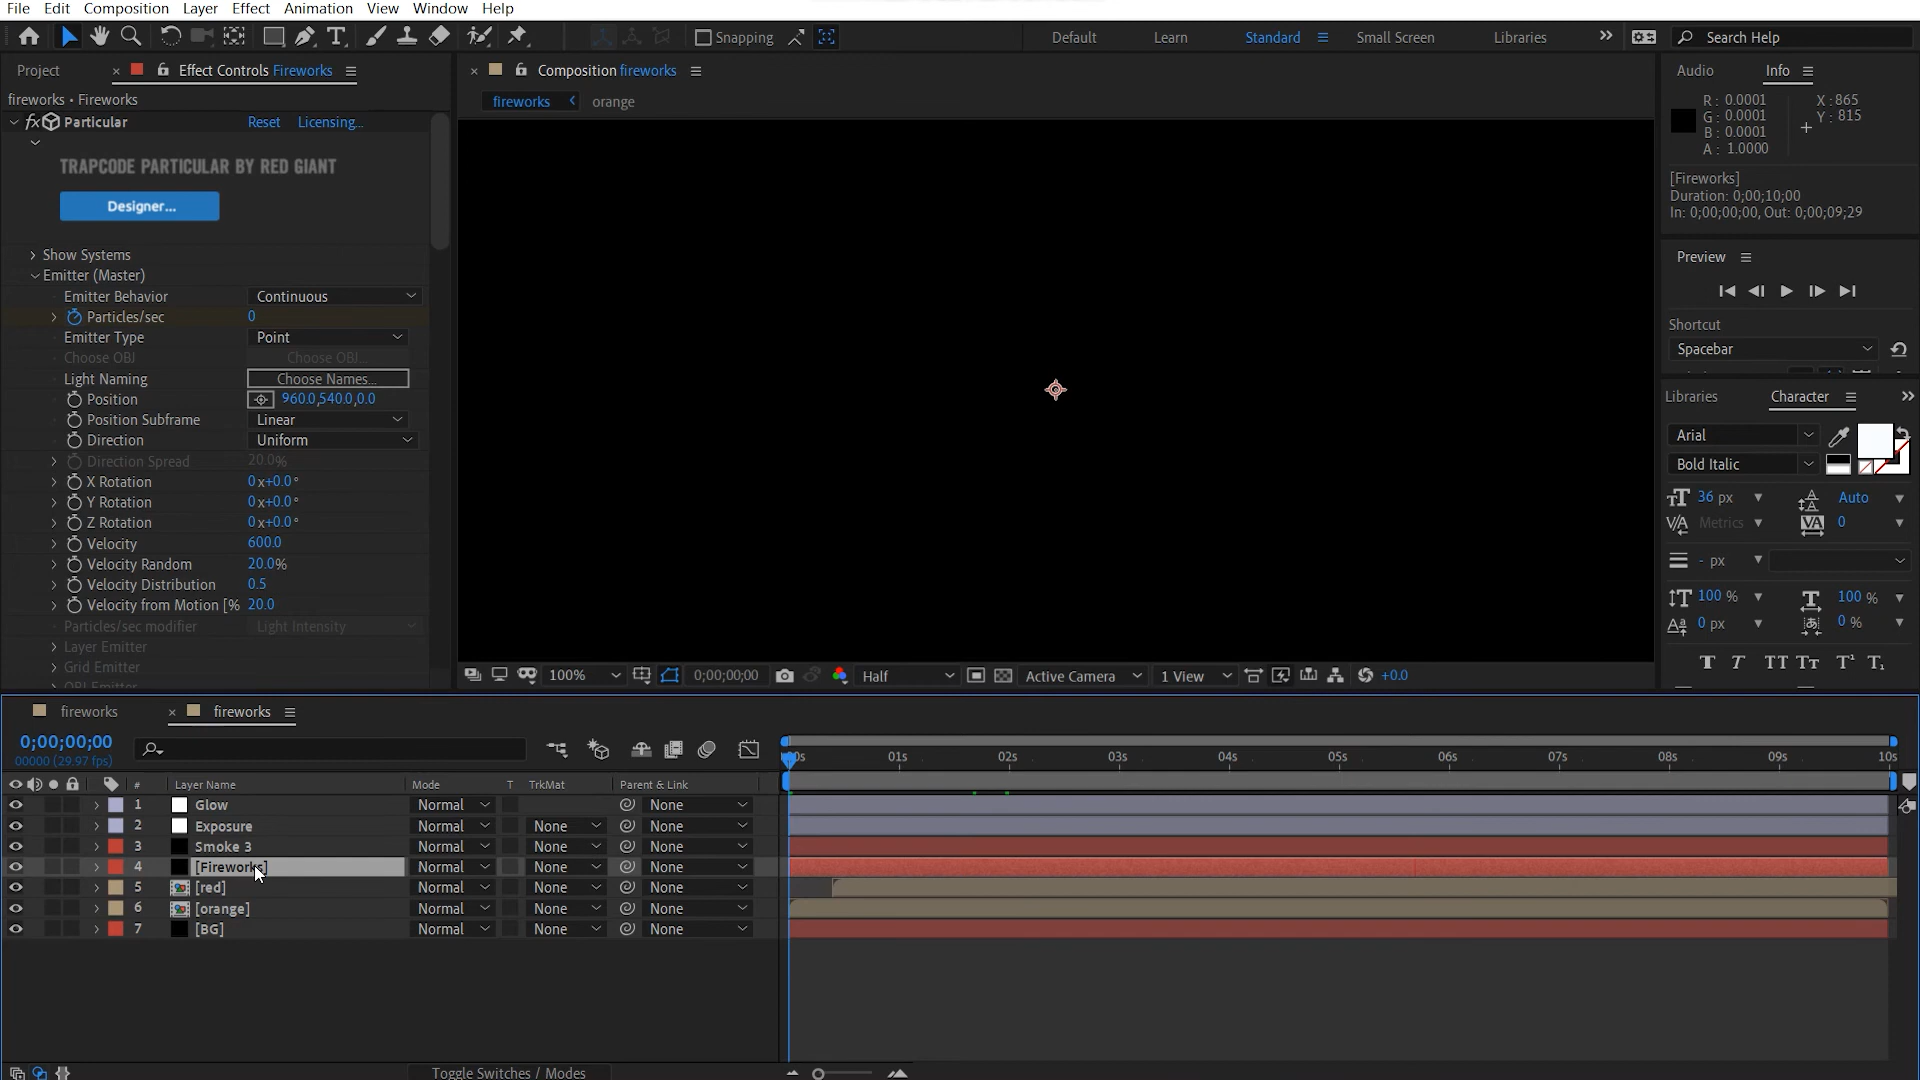 File Edit Composition Layer Effect Animation View Window Help
Snapping Default Learn Standard Small Screen Libraries Search Help
Project Effect Controls Fireworks
Composition fireworks
Audio Info
fireworks • Fireworks
fireworks orange
R : 0.0001 X : 865
G : 0.0001 Y : 815
B : 0.0001
A : 1.0000
fx Particular Reset Licensing...
TRAPCODE PARTICULAR BY RED GIANT
Designer...
[Fireworks]
Duration: 0;00;10;00
In: 0;00;00;00, Out: 0;00;09;29
Show Systems
Emitter (Master)
Emitter Behavior Continuous
Particles/sec 0
Emitter Type Point
Choose OBJ Choose OBJ...
Light Naming Choose Names...
Position 960.0,540.0,0.0
Position Subframe Linear
Direction Uniform
Direction Spread 20.0%
X Rotation 0x+0.0°
Y Rotation 0x+0.0°
Z Rotation 0x+0.0°
Velocity 600.0
Velocity Random 20.0%
Velocity Distribution 0.5
Velocity from Motion [% 20.0
Particles/sec modifier Light Intensity
Layer Emitter
Grid Emitter
Preview
Shortcut
Spacebar
Libraries Character
Arial
Bold Italic
36 px Auto
Metrics 0
- px
100 % 100 %
0 px 0 %
T T TT Tt T¹ T₁
100% 0;00;00;00 Half Active Camera 1 View +0.0
fireworks fireworks
0;00;00;00
00000 (29.97 fps)
01s 02s 03s 04s 05s 06s 07s 08s 09s 10s
# Layer Name Mode T TrkMat Parent & Link
1 Glow Normal None
2 Exposure Normal None None
3 Smoke 3 Normal None None
4 [Fireworks] Normal None None
5 [red] Normal None None
6 [orange] Normal None None
7 [BG] Normal None None
Toggle Switches / Modes